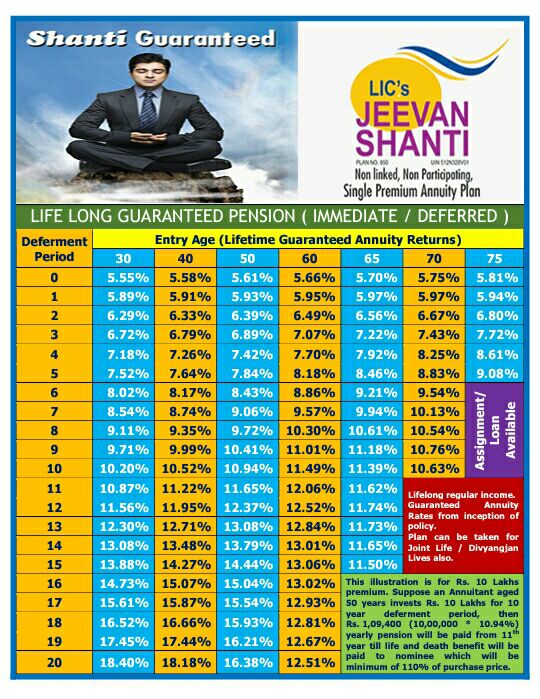 Shanti Guaranteed
LIC's
JEEVAN
SHANTI
PLAN NO. 850 UIN 512N328V01
Non linked, Non Participating,
Single Premium Annuity Plan
LIFE LONG GUARANTEED PENSION ( IMMEDIATE / DEFERRED )
Deferment Period Entry Age (Lifetime Guaranteed Annuity Returns)
30 40 50 60 65 70 75
0 5.55% 5.58% 5.61% 5.66% 5.70% 5.75% 5.81%
1 5.89% 5.91% 5.93% 5.95% 5.97% 5.97% 5.94%
2 6.29% 6.33% 6.39% 6.49% 6.56% 6.67% 6.80%
3 6.72% 6.79% 6.89% 7.07% 7.22% 7.43% 7.72%
4 7.18% 7.26% 7.42% 7.70% 7.92% 8.25% 8.61%
5 7.52% 7.64% 7.84% 8.18% 8.46% 8.83% 9.08%
6 8.02% 8.17% 8.43% 8.86% 9.21% 9.54%
7 8.54% 8.74% 9.06% 9.57% 9.94% 10.13%
8 9.11% 9.35% 9.72% 10.30% 10.61% 10.54%
9 9.71% 9.99% 10.41% 11.01% 11.18% 10.76%
10 10.20% 10.52% 10.94% 11.49% 11.39% 10.63%
Assignment/
Loan
Available
11 10.87% 11.22% 11.65% 12.06% 11.62%
12 11.56% 11.95% 12.37% 12.52% 11.74%
13 12.30% 12.71% 13.08% 12.84% 11.73%
14 13.08% 13.48% 13.79% 13.01% 11.65%
15 13.88% 14.27% 14.44% 13.06% 11.50%
Lifelong regular income.
Guaranteed Annuity
Rates from inception of
policy.
Plan can be taken for
Joint Life / Divyangjan
Lives also.
16 14.73% 15.07% 15.04% 13.02%
17 15.61% 15.87% 15.54% 12.93%
18 16.52% 16.66% 15.93% 12.81%
19 17.45% 17.44% 16.21% 12.67%
20 18.40% 18.18% 16.38% 12.51%
This illustration is for Rs. 10 Lakhs
premium. Suppose an Annuitant aged
50 years invests Rs. 10 Lakhs for 10
year deferment period, then
Rs. 1,09,400 (10,00,000 * 10.94%)
yearly pension will be paid from 11th
year till life and death benefit will be
paid to nominee which will be
minimum of 110% of purchase price.